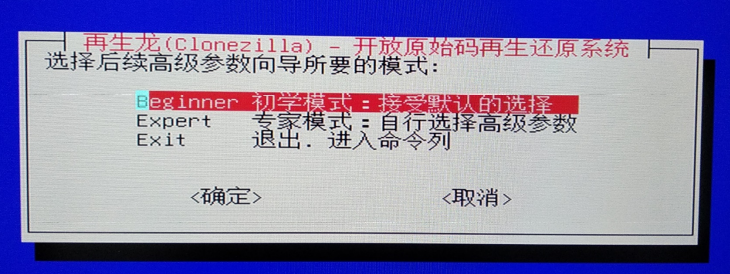 再生龙(Clonezilla) - 开放原始码再生还原系统
选择后续高级参数向导所要的模式:
Beginner 初学模式：接受默认的选择
Expert 专家模式：自行选择高级参数
Exit 退出. 进入命令列
<确定> <取消>